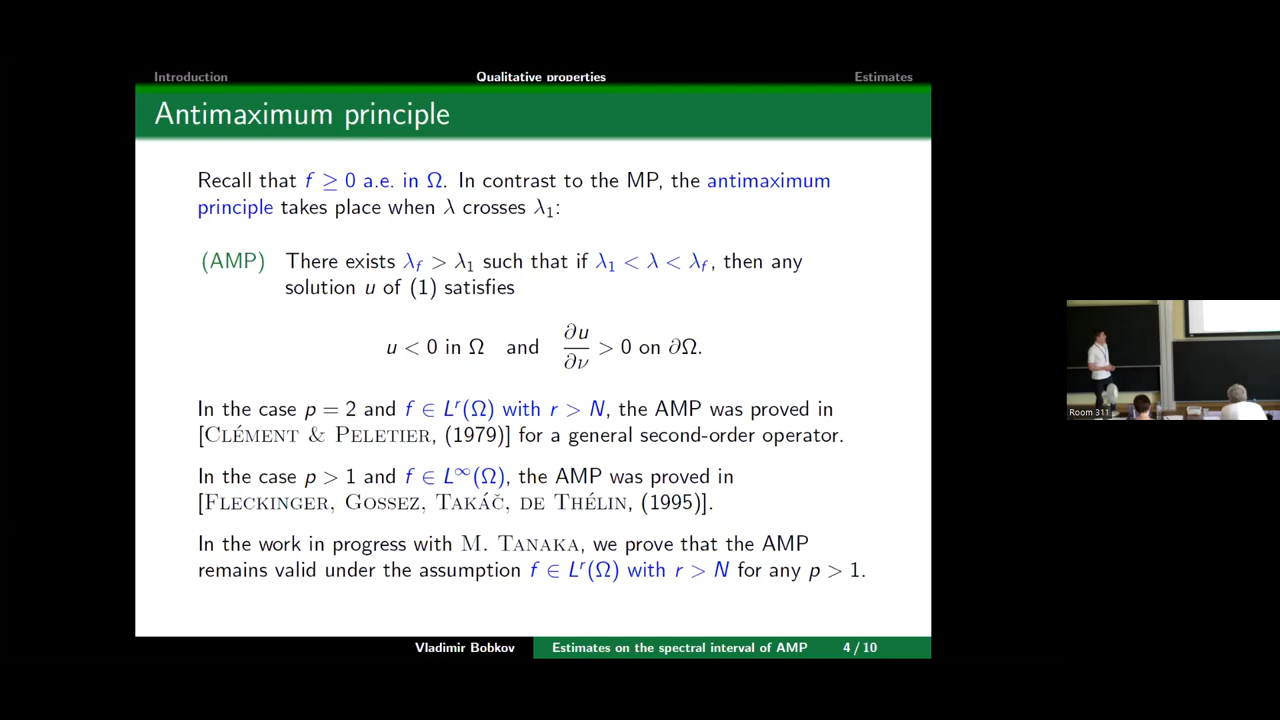 Introduction Qualitative properties Estimates
Antimaximum principle
Recall that f ≥ 0 a.e. in Ω. In contrast to the MP, the antimaximum
principle takes place when λ crosses λ₁:
(AMP) There exists λ_f > λ₁ such that if λ₁ < λ < λ_f, then any
solution u of (1) satisfies
u < 0 in Ω and ∂u/∂ν > 0 on ∂Ω.
In the case p = 2 and f ∈ Lʳ(Ω) with r > N, the AMP was proved in
[Clément & Peletier, (1979)] for a general second-order operator.
In the case p > 1 and f ∈ L^∞(Ω), the AMP was proved in
[Fleckinger, Gossez, Takáč, de Thélin, (1995)].
In the work in progress with M. Tanaka, we prove that the AMP
remains valid under the assumption f ∈ Lʳ(Ω) with r > N for any p > 1.
Vladimir Bobkov Estimates on the spectral interval of AMP 4 / 10
Room 311